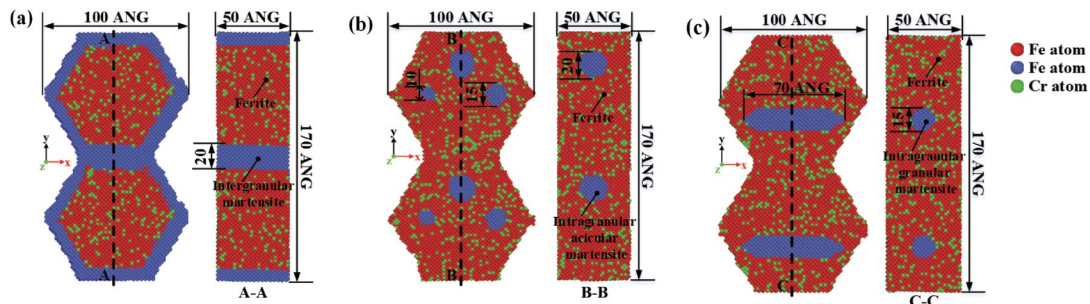 (a)
100 ANG
50 ANG
A
Ferrite
20
Intergranular
martensite
170 ANG
y
z
x
A
A-A
(b)
100 ANG
50 ANG
B
10
15
20
Ferrite
170 ANG
y
z
x
Intragranular
acicular
martensite
B
B-B
(c)
100 ANG
50 ANG
C
Ferrite
70 ANG
15
Intragranular
granular
martensite
170 ANG
y
z
x
C
C-C
Fe atom
Fe atom
Cr atom